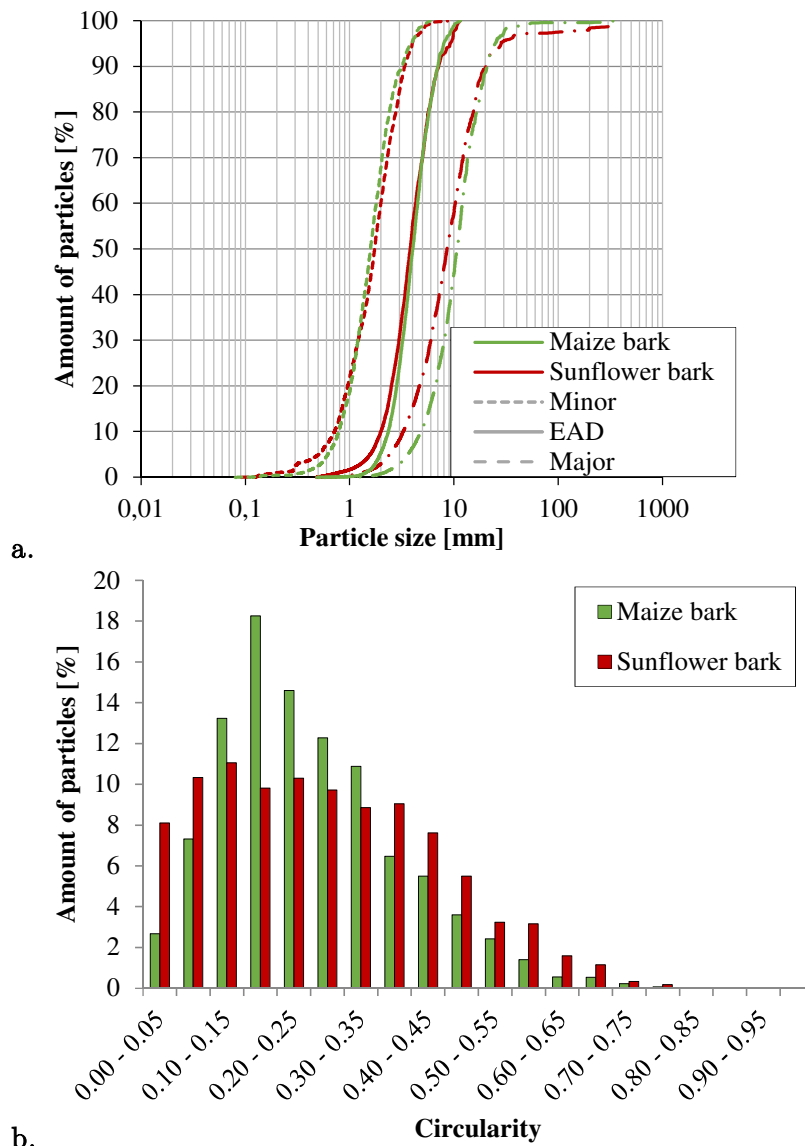 100
90
80
70
60
50
40
30
20
10
0
Amount of particles [%]
Maize bark
Sunflower bark
Minor
EAD
Major
0,01
0,1
1
10
100
1000
Particle size [mm]
a.
20
18
16
14
12
10
8
6
4
2
0
Amount of particles [%]
Maize bark
Sunflower bark
0.00 - 0.05
0.10 - 0.15
0.20 - 0.25
0.30 - 0.35
0.40 - 0.45
0.50 - 0.55
0.60 - 0.65
0.70 - 0.75
0.80 - 0.85
0.90 - 0.95
Circularity
b.